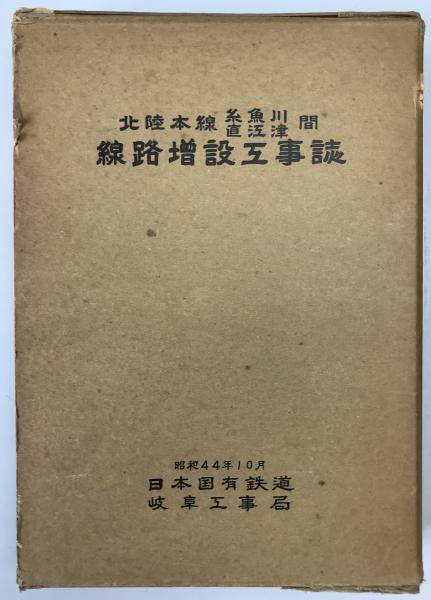 北陸本線 糸魚川 直江津 間
線路増設工事誌
昭和44年10月
日本国有鉄道
岐阜工事局